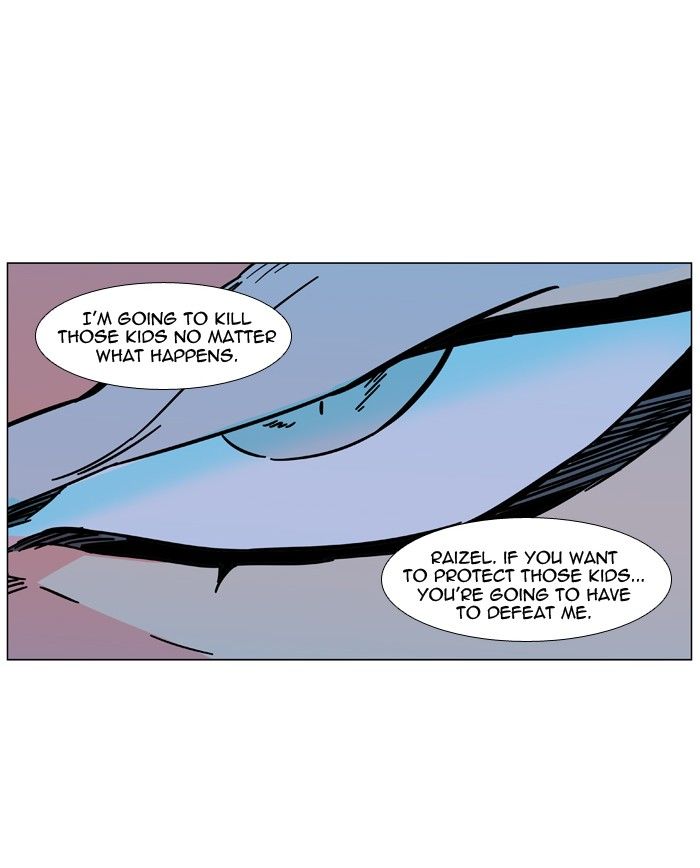 I'M GOING TO KILL
THOSE KIDS NO MATTER
WHAT HAPPENS.
RAIZEL. IF YOU WANT
TO PROTECT THOSE KIDS...
YOU'RE GOING TO HAVE
TO DEFEAT ME.